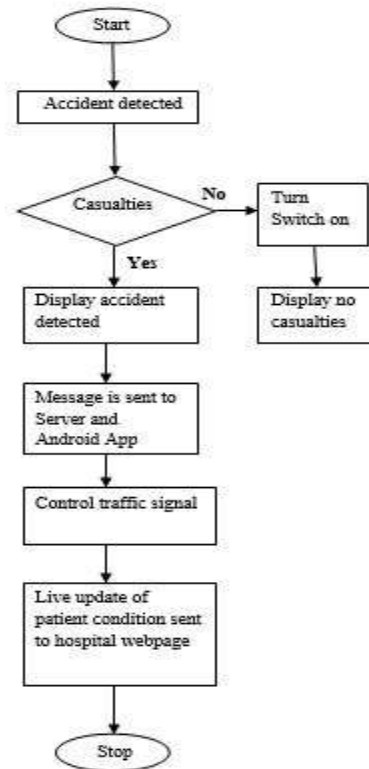 Start
Accident detected
Casualties
No
Turn
Switch on
Yes
Display accident
detected
Display no
casualties
Message is sent to
Server and
Android App
Control traffic signal
Live update of
patient condition sent
to hospital webpage
Stop